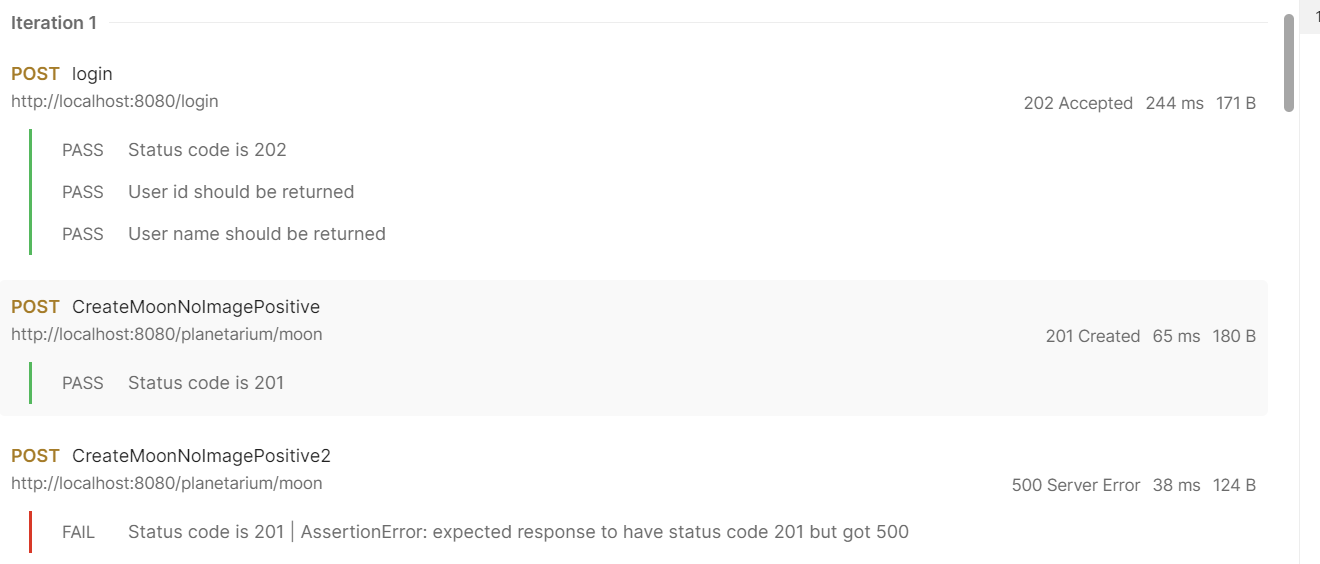 Iteration 1
1
POST login
http://localhost:8080/login
202 Accepted 244 ms 171 B
PASS Status code is 202
PASS User id should be returned
PASS User name should be returned
POST CreateMoonNoImagePositive
http://localhost:8080/planetarium/moon
201 Created 65 ms 180 B
PASS Status code is 201
POST CreateMoonNoImagePositive2
http://localhost:8080/planetarium/moon
500 Server Error 38 ms 124 B
FAIL Status code is 201 | AssertionError: expected response to have status code 201 but got 500